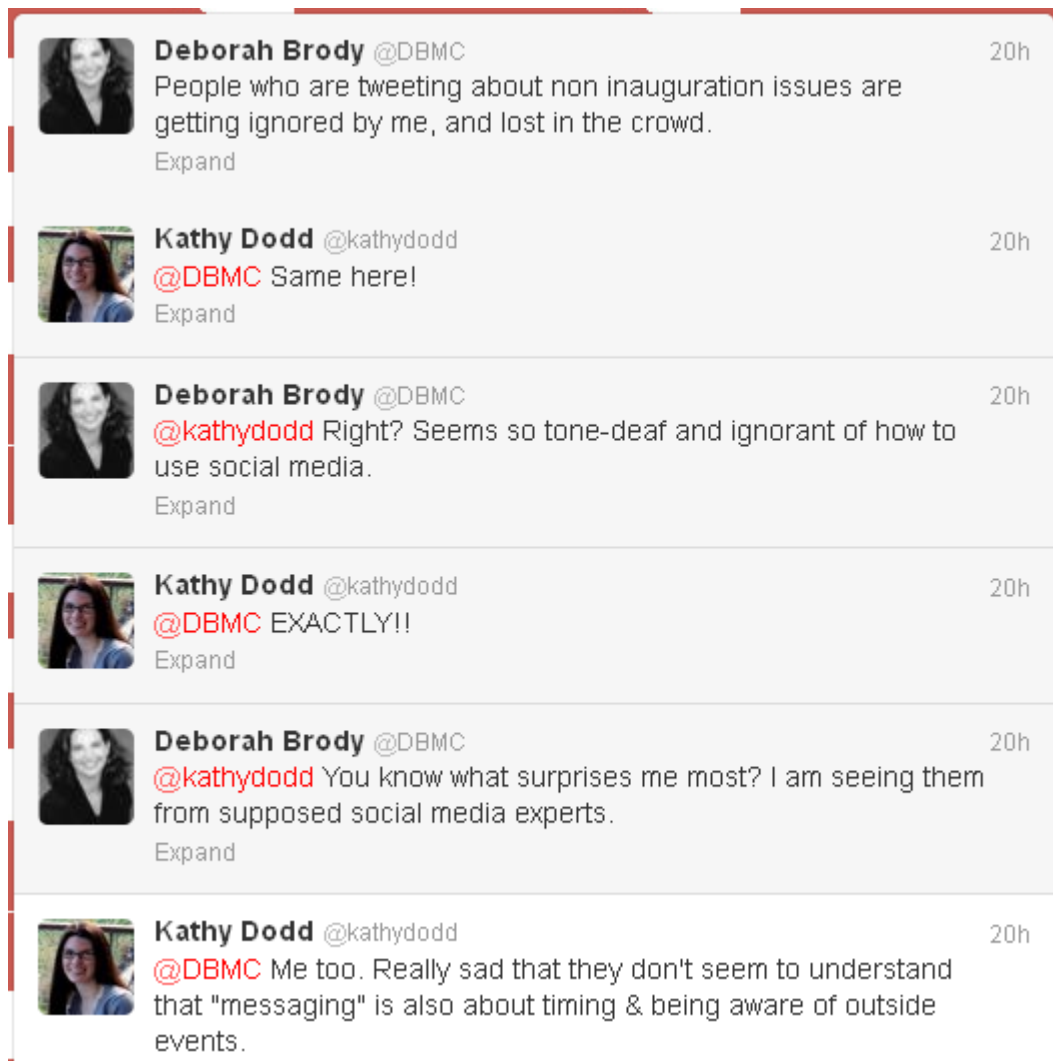 Deborah Brody @DBMC 20h
People who are tweeting about non inauguration issues are
getting ignored by me, and lost in the crowd.
Expand
Kathy Dodd @kathydodd 20h
@DBMC Same here!
Expand
Deborah Brody @DBMC 20h
@kathydodd Right? Seems so tone-deaf and ignorant of how to
use social media.
Expand
Kathy Dodd @kathydodd 20h
@DBMC EXACTLY!!
Expand
Deborah Brody @DBMC 20h
@kathydodd You know what surprises me most? I am seeing them
from supposed social media experts.
Expand
Kathy Dodd @kathydodd 20h
@DBMC Me too. Really sad that they don't seem to understand
that "messaging" is also about timing & being aware of outside
events.